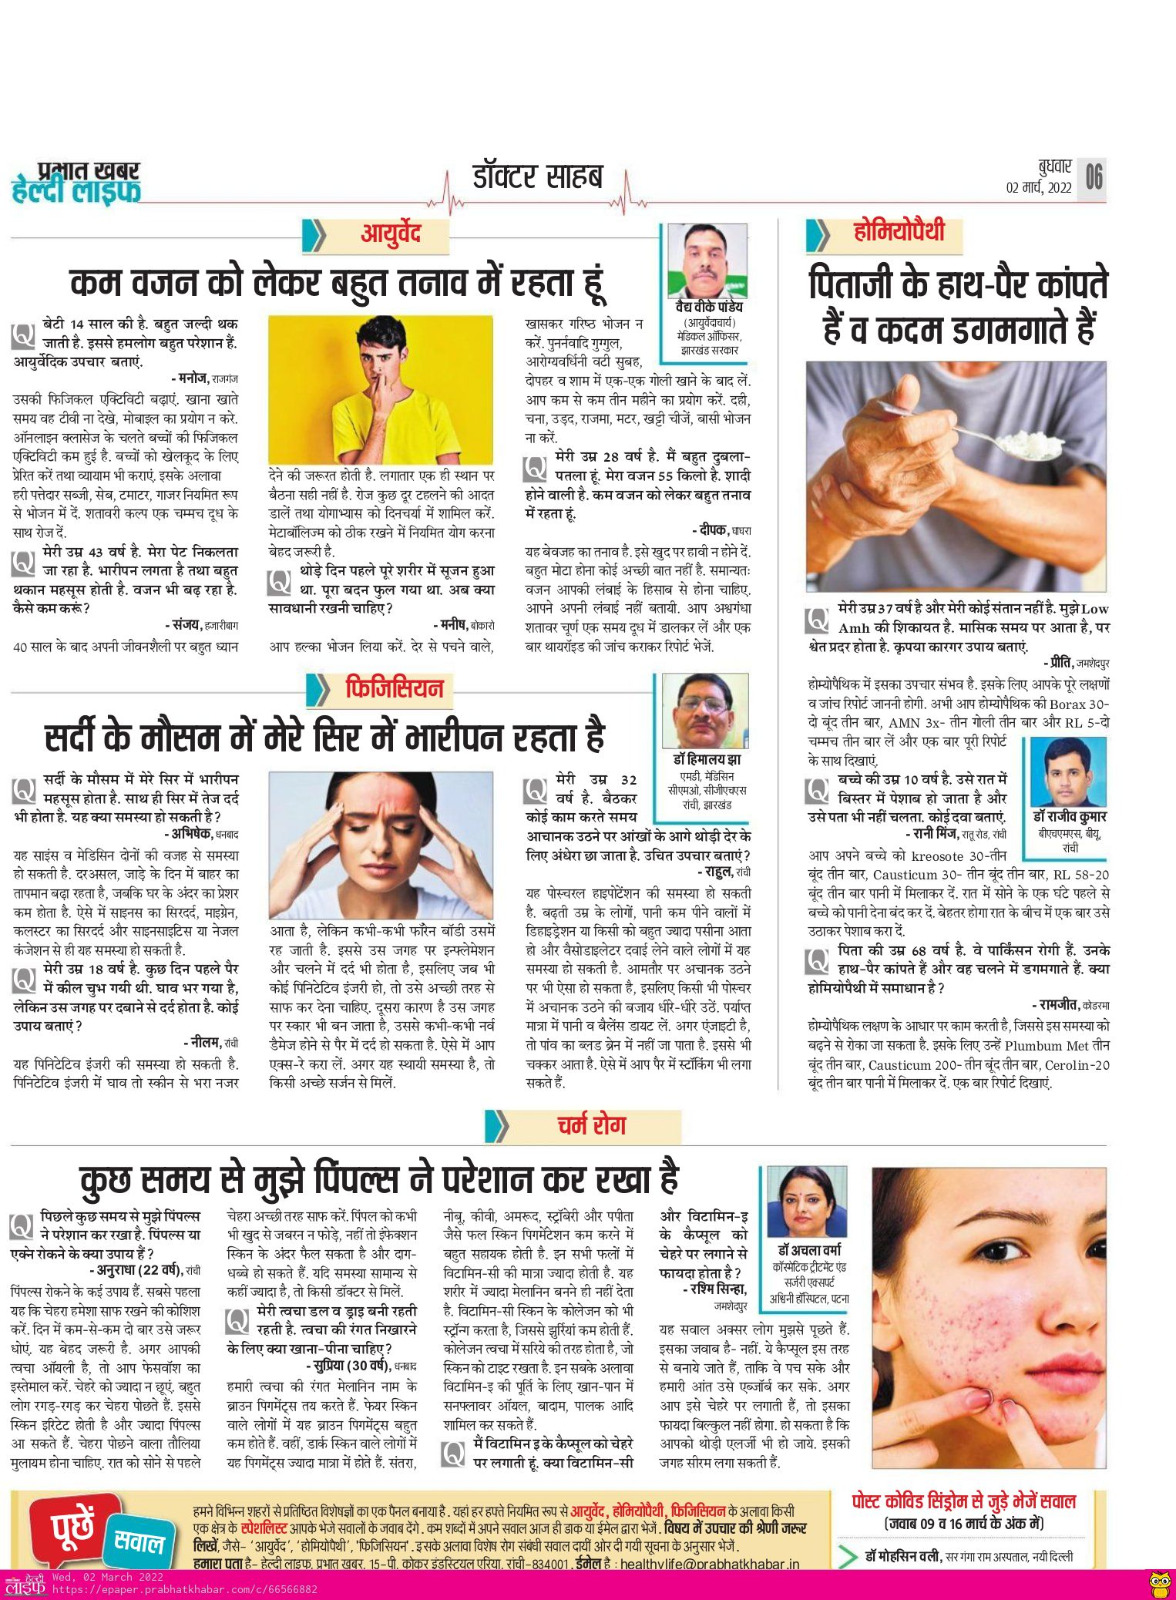 प्रभात खबर
हेल्दी लाइफ
डॉक्टर साहब
बुधवार
02 मार्च, 2022
06
आयुर्वेद
कम वजन को लेकर बहुत तनाव में रहता हूं
वैद्य वीके पांडेय
(आयुर्वेदाचार्य)
मेडिकल ऑफिसर,
झारखंड सरकार
Q बेटी 14 साल की है. बहुत जल्दी थक
जाती है. इससे हमलोग बहुत परेशान हैं.
आयुर्वेदिक उपचार बताएं.
- मनोज, राजगंज
उसकी फिजिकल एक्टिविटी बढ़ाएं. खाना खाते
समय वह टीवी ना देखे, मोबाइल का प्रयोग न करे.
ऑनलाइन क्लासेज के चलते बच्चों की फिजिकल
एक्टिविटी कम हुई है. बच्चों को खेलकूद के लिए
प्रेरित करें तथा व्यायाम भी कराएं. इसके अलावा
हरी पत्तेदार सब्जी, सेब, टमाटर, गाजर नियमित रूप
से भोजन में दें. शतावरी कल्प एक चम्मच दूध के
साथ रोज दें.
Q मेरी उम्र 43 वर्ष है. मेरा पेट निकलता
जा रहा है. भारीपन लगता है तथा बहुत
थकान महसूस होती है. वजन भी बढ़ रहा है.
कैसे कम करूं?
- संजय, हजारीबाग
40 साल के बाद अपनी जीवनशैली पर बहुत ध्यान
देने की जरूरत होती है. लगातार एक ही स्थान पर
बैठना सही नहीं है. रोज कुछ दूर टहलने की आदत
डालें तथा योगाभ्यास को दिनचर्या में शामिल करें.
मेटाबॉलिज्म को ठीक रखने में नियमित योग करना
बेहद जरूरी है.
Q थोड़े दिन पहले पूरे शरीर में सूजन हुआ
था. पूरा बदन फुल गया था. अब क्या
सावधानी रखनी चाहिए?
- मनीष, बोकारो
आप हल्का भोजन लिया करें. देर से पचने वाले,
खासकर गरिष्ठ भोजन न
करें. पुनर्नवादि गुग्गुल,
आरोग्यवर्धिनी वटी सुबह,
दोपहर व शाम में एक-एक गोली खाने के बाद लें.
आप कम से कम तीन महीने का प्रयोग करें. दही,
चना, उड़द, राजमा, मटर, खट्टी चीजें, बासी भोजन
ना करें.
Q मेरी उम्र 28 वर्ष है. मैं बहुत दुबला-
पतला हूं. मेरा वजन 55 किलो है. शादी
होने वाली है. कम वजन को लेकर बहुत तनाव
में रहता हूं.
- दीपक, घाघरा
यह बेवजह का तनाव है. इसे खुद पर हावी न होने दें.
बहुत मोटा होना कोई अच्छी बात नहीं है. समान्यतः
वजन आपकी लंबाई के हिसाब से होना चाहिए.
आपने अपनी लंबाई नहीं बतायी. आप अश्वगंधा
शतावर चूर्ण एक समय दूध में डालकर लें और एक
बार थायरॉइड की जांच कराकर रिपोर्ट भेजें.
फिजिसियन
सर्दी के मौसम में मेरे सिर में भारीपन रहता है
डॉ हिमालय झा
एमडी, मेडिसिन
सीएमओ, सीजीएचएस
रांची, झारखंड
Q सर्दी के मौसम में मेरे सिर में भारीपन
महसूस होता है. साथ ही सिर में तेज दर्द
भी होता है. यह क्या समस्या हो सकती है?
- अभिषेक, धनबाद
यह साइंस व मेडिसिन दोनों की वजह से समस्या
हो सकती है. दरअसल, जाड़े के दिन में बाहर का
तापमान बढ़ा रहता है, जबकि घर के अंदर का प्रेशर
कम होता है. ऐसे में साइनस का सिरदर्द, माइग्रेन,
कलस्टर का सिरदर्द और साइनसाइटिस या नेजल
कंजेशन से ही यह समस्या हो सकती है.
Q मेरी उम्र 18 वर्ष है. कुछ दिन पहले पैर
में कील चुभ गयी थी. घाव भर गया है,
लेकिन उस जगह पर दबाने से दर्द होता है. कोई
उपाय बताएं?
- नीलम, रांची
यह पिनिटेटिव इंजरी की समस्या हो सकती है.
पिनिटेटिव इंजरी में घाव तो स्कीन से भरा नजर
आता है, लेकिन कभी-कभी फॉरेन बॉडी उसमें
रह जाती है. इससे उस जगह पर इन्फ्लेमेशन
और चलने में दर्द भी होता है, इसलिए जब भी
कोई पिनिटेटिव इंजरी हो, तो उसे अच्छी तरह से
साफ कर देना चाहिए. दूसरा कारण है उस जगह
पर स्कार भी बन जाता है, उससे कभी-कभी नर्व
डैमेज होने से पैर में दर्द हो सकता है. ऐसे में आप
एक्स-रे करा लें. अगर यह स्थायी समस्या है, तो
किसी अच्छे सर्जन से मिलें.
Q मेरी उम्र 32
वर्ष है. बैठकर
कोई काम करते समय
आचानक उठने पर आंखों के आगे थोड़ी देर के
लिए अंधेरा छा जाता है. उचित उपचार बताएं?
- राहुल, रांची
यह पोस्चरल हाइपोटेंशन की समस्या हो सकती
है. बढ़ती उम्र के लोगों, पानी कम पीने वालों में
डिहाइड्रेशन या किसी को बहुत ज्यादा पसीना आता
हो और वैसोडाइलेटर दवाई लेने वाले लोगों में यह
समस्या हो सकती है. आमतौर पर अचानक उठने
पर भी ऐसा हो सकता है, इसलिए किसी भी पोस्चर
में अचानक उठने की बजाय धीरे-धीरे उठें. पर्याप्त
मात्रा में पानी व बैलेंस डायट लें. अगर एंजाइटी है,
तो पांव का ब्लड ब्रेन में नहीं जा पाता है. इससे भी
चक्कर आता है. ऐसे में आप पैर में स्टॉकिंग भी लगा
सकते हैं.
होमियोपैथी
पिताजी के हाथ-पैर कांपते
हैं व कदम डगमगाते हैं
Q मेरी उम्र 37 वर्ष है और मेरी कोई संतान नहीं है. मुझे Low
Amh की शिकायत है. मासिक समय पर आता है, पर
श्वेत प्रदर होता है. कृपया कारगर उपाय बताएं.
- प्रीति, जमशेदपुर
होम्योपैथिक में इसका उपचार संभव है. इसके लिए आपके पूरे लक्षणों
व जांच रिपोर्ट जाननी होगी. अभी आप होम्योपैथिक की Borax 30-
दो बूंद तीन बार, AMN 3x- तीन गोली तीन बार और RL 5-दो
चम्मच तीन बार लें और एक बार पूरी रिपोर्ट
के साथ दिखाएं.
Q बच्चे की उम्र 10 वर्ष है. उसे रात में
बिस्तर में पेशाब हो जाता है और
उसे पता भी नहीं चलता. कोई दवा बताएं.
- रानी मिंज, रातू रोड, रांची
डॉ राजीव कुमार
बीएचएमएस, बीयू,
रांची
आप अपने बच्चे को kreosote 30-तीन
बूंद तीन बार, Causticum 30- तीन बूंद तीन बार, RL 58-20
बूंद तीन बार पानी में मिलाकर दें. रात में सोने के एक घंटे पहले से
बच्चे को पानी देना बंद कर दें. बेहतर होगा रात के बीच में एक बार उसे
उठाकर पेशाब करा दें.
Q पिता की उम्र 68 वर्ष है. वे पार्किंसन रोगी हैं. उनके
हाथ-पैर कांपते हैं और वह चलने में डगमगाते हैं. क्या
होमियोपैथी में समाधान है?
- रामजीत, कोडरमा
होम्योपैथिक लक्षण के आधार पर काम करती है, जिससे इस समस्या को
बढ़ने से रोका जा सकता है. इसके लिए उन्हें Plumbum Met तीन
बूंद तीन बार, Causticum 200- तीन बूंद तीन बार, Cerolin-20
बूंद तीन बार पानी में मिलाकर दें. एक बार रिपोर्ट दिखाएं.
चर्म रोग
कुछ समय से मुझे पिंपल्स ने परेशान कर रखा है
Q पिछले कुछ समय से मुझे पिंपल्स
ने परेशान कर रखा है. पिंपल्स या
एक्ने रोकने के क्या उपाय हैं?
- अनुराधा (22 वर्ष), रांची
पिंपल्स रोकने के कई उपाय हैं. सबसे पहला
यह कि चेहरा हमेशा साफ रखने की कोशिश
करें. दिन में कम-से-कम दो बार उसे जरूर
धोएं. यह बेहद जरूरी है. अगर आपकी
त्वचा ऑयली है, तो आप फेसवॉश का
इस्तेमाल करें. चेहरे को ज्यादा न छूएं. बहुत
लोग रगड़-रगड़ कर चेहरा पोछते हैं. इससे
स्किन इरिटेट होती है और ज्यादा पिंपल्स
आ सकते हैं. चेहरा पोछने वाला तौलिया
मुलायम होना चाहिए. रात को सोने से पहले
चेहरा अच्छी तरह साफ करें. पिंपल को कभी
भी खुद से जबरन न फोड़े, नहीं तो इंफेक्शन
स्किन के अंदर फैल सकता है और दाग-
धब्बे हो सकते हैं. यदि समस्या सामान्य से
कहीं ज्यादा है, तो किसी डॉक्टर से मिलें.
Q मेरी त्वचा डल व ड्राइ बनी रहती
रहती है. त्वचा की रंगत निखारने
के लिए क्या खाना-पीना चाहिए?
- सुप्रिया (30 वर्ष), धनबाद
हमारी त्वचा की रंगत मेलानिन नाम के
ब्राउन पिगमेंट्स तय करते हैं. फेयर स्किन
वाले लोगों में यह ब्राउन पिगमेंट्स बहुत
कम होते हैं. वहीं, डार्क स्किन वाले लोगों में
यह पिगमेंट्स ज्यादा मात्रा में होते हैं. संतरा,
नीबू, कीवी, अमरूद, स्ट्रॉबेरी और पपीता
जैसे फल स्किन पिगमेंटेशन कम करने में
बहुत सहायक होती है. इन सभी फलों में
विटामिन-सी की मात्रा ज्यादा होती है. यह
शरीर में ज्यादा मेलानिन बनने ही नहीं देता
है. विटामिन-सी स्किन के कोलेजन को भी
स्ट्रॉन्ग करता है, जिससे झुर्रियां कम होती हैं.
कोलेजन त्वचा में सरिये की तरह होता है, जो
स्किन को टाइट रखता है. इन सबके अलावा
विटामिन-इ की पूर्ति के लिए खान-पान में
सनफ्लावर ऑयल, बादाम, पालक आदि
शामिल कर सकते हैं.
Q मैं विटामिन इ के कैप्सूल को चेहरे
पर लगाती हूं. क्या विटामिन-सी
और विटामिन-इ
के कैप्सूल को
चेहरे पर लगाने से
फायदा होता है?
- रश्मि सिन्हा,
जमशेदपुर
डॉ अचला वर्मा
कॉस्मेटिक ट्रीटमेंट एंड
सर्जरी एक्सपर्ट
अश्विनी हॉस्पिटल, पटना
यह सवाल अक्सर लोग मुझसे पूछते हैं.
इसका जवाब है- नहीं. ये कैप्सूल इस तरह
से बनाये जाते हैं, ताकि वे पच सके और
हमारी आंत उसे एब्जॉर्ब कर सके. अगर
आप इसे चेहरे पर लगाती हैं, तो इसका
फायदा बिल्कुल नहीं होगा. हो सकता है कि
आपको थोड़ी एलर्जी भी हो जाये. इसकी
जगह सीरम लगा सकती हैं.
पूछें
सवाल
हमने विभिन्न शहरों से प्रतिष्ठित विशेषज्ञों का एक पैनल बनाया है. यहां हर हफ्ते नियमित रूप से आयुर्वेद, होमियोपैथी, फिजिसियन के अलावा किसी
एक क्षेत्र के स्पेशलिस्ट आपके भेजे सवालों के जवाब देंगे. कम शब्दों में अपने सवाल आज ही डाक या ईमेल द्वारा भेजें. विषय में उपचार की श्रेणी जरूर
लिखें, जैसे- 'आयुर्वेद', 'होमियोपैथी', 'फिजिसियन'. इसके अलावा विशेष रोग संबंधी सवाल दायीं ओर दी गयी सूचना के अनुसार भेजें.
हमारा पता है- हेल्दी लाइफ, प्रभात खबर, 15-पी, कोकर इंडस्ट्रियल एरिया, रांची-834001, ईमेल है : healthylife@prabhatkhabar.in
पोस्ट कोविड सिंड्रोम से जुड़े भेजें सवाल
(जवाब 09 व 16 मार्च के अंक में)
डॉ मोहसिन वली, सर गंगा राम अस्पताल, नयी दिल्ली
हेल्दी
लाइफ
Wed, 02 March 2022
https://epaper.prabhatkhabar.com/c/66566882